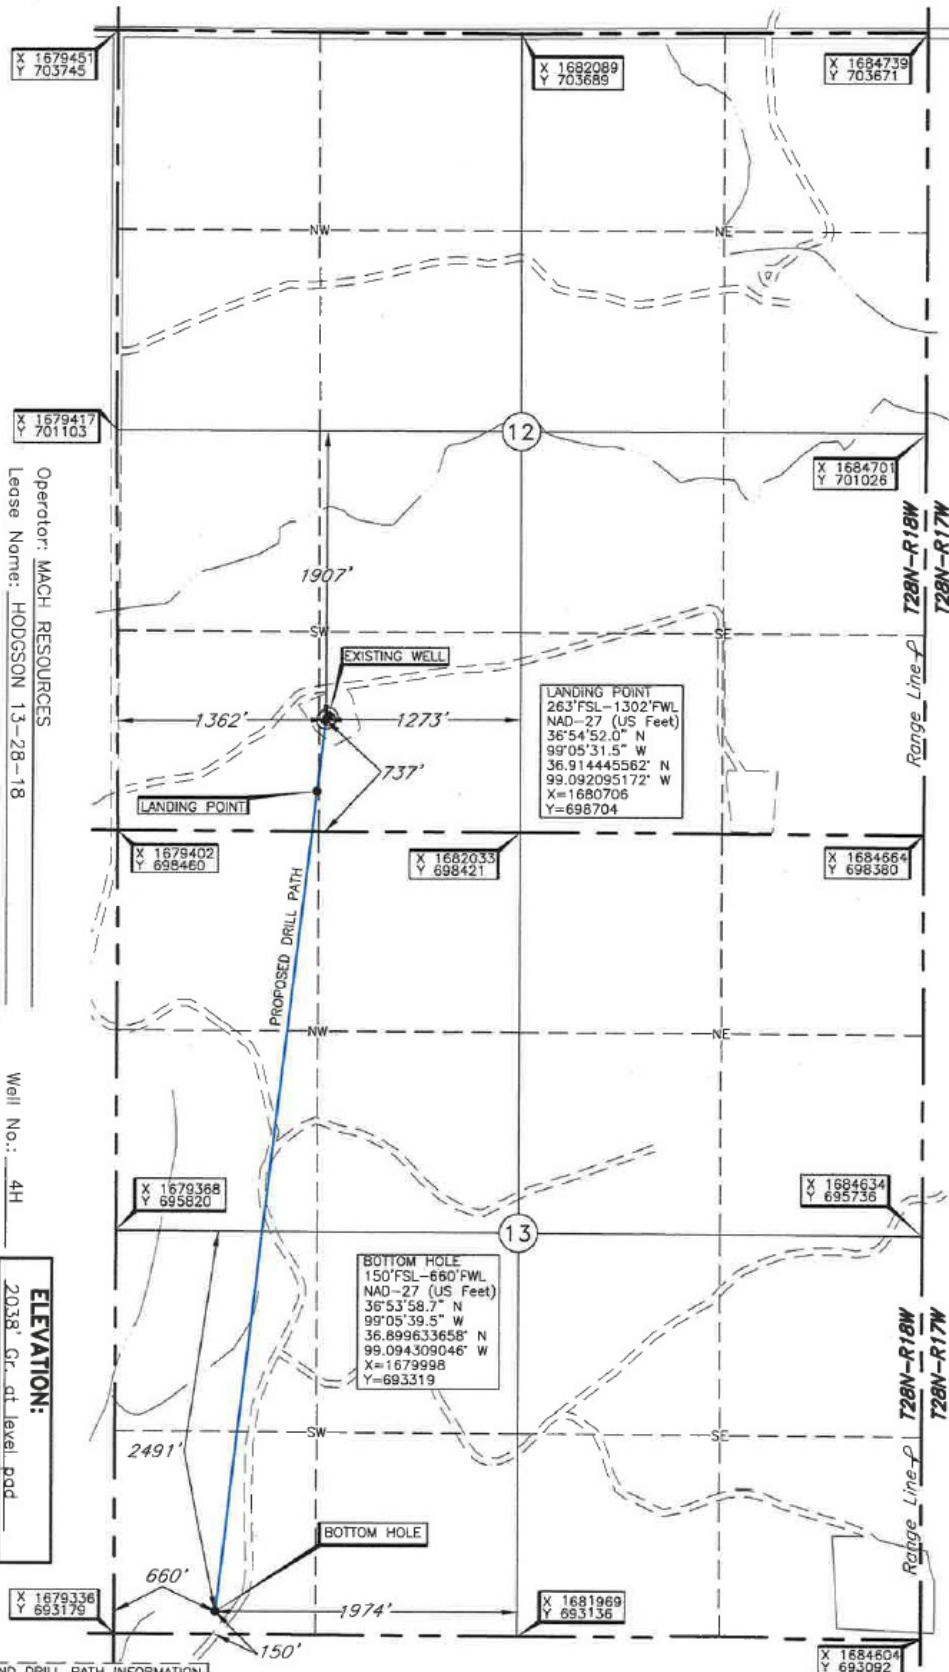 X 1679451
Y 703745
X 1682089
Y 703689
X 1684739
Y 703671
NW
NE
X 1679417
Y 701103
12
X 1684701
Y 701026
T28N-R18W
T28N-R17W
Range Line
1907'
SW
SE
EXISTING WELL
1362'
1273'
737'
LANDING POINT
LANDING POINT
263'FSL-1302'FWL
NAD-27 (US Feet)
36°54'52.0" N
99°05'31.5" W
36.914445562° N
99.092095172° W
X=1680706
Y=698704
X 1679402
Y 698460
X 1682033
Y 698421
X 1684664
Y 698380
PROPOSED DRILL PATH
NW
NE
Operator: MACH RESOURCES
Lease Name: HODGSON 13-28-18
Well No.: 4H
X 1679368
Y 695820
X 1684634
Y 695736
13
BOTTOM HOLE
150'FSL-660'FWL
NAD-27 (US Feet)
36°53'58.7" N
99°05'39.5" W
36.899633658° N
99.094309046° W
X=1679998
Y=693319
T28N-R18W
T28N-R17W
Range Line
ELEVATION:
2038' Gr. at level pad
2491'
SW
SE
BOTTOM HOLE
660'
1974'
150'
X 1679336
Y 693179
X 1681969
Y 693136
X 1684604
Y 693092
DRILL PATH INFORMATION